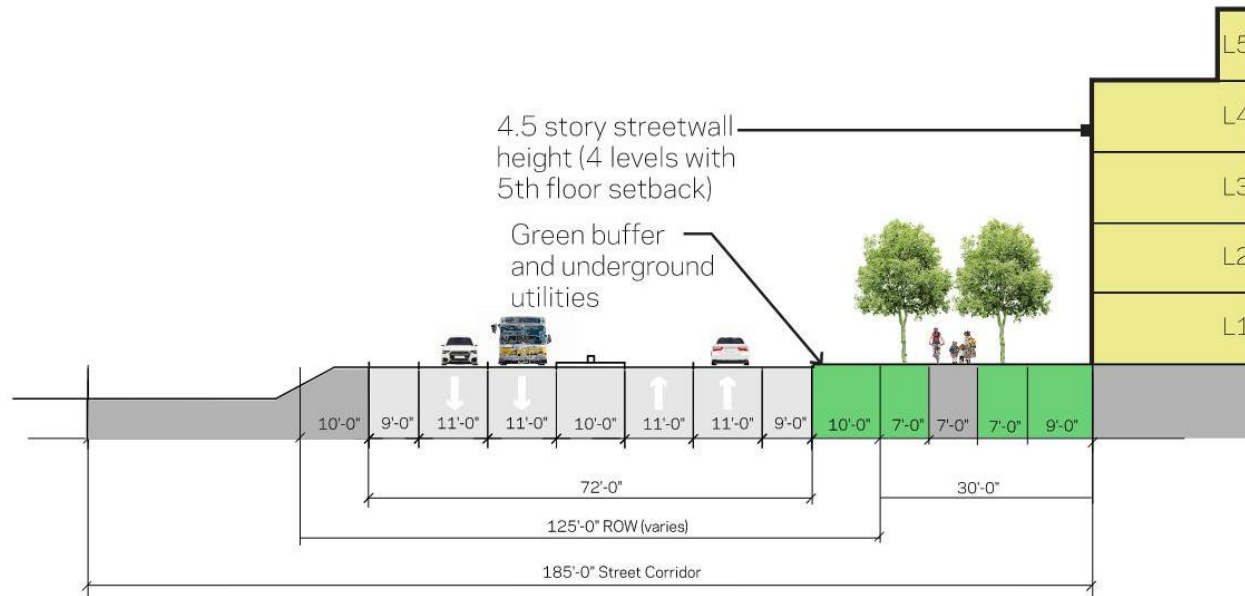 L5
4.5 story streetwall
height (4 levels with
5th floor setback)
L4
L3
Green buffer
and underground
utilities
L2
L1
10'-0" 9'-0" 11'-0" 11'-0" 10'-0" 11'-0" 11'-0" 9'-0" 10'-0" 7'-0" 7'-0" 7'-0" 9'-0"
72'-0" 30'-0"
125'-0" ROW (varies)
185'-0" Street Corridor